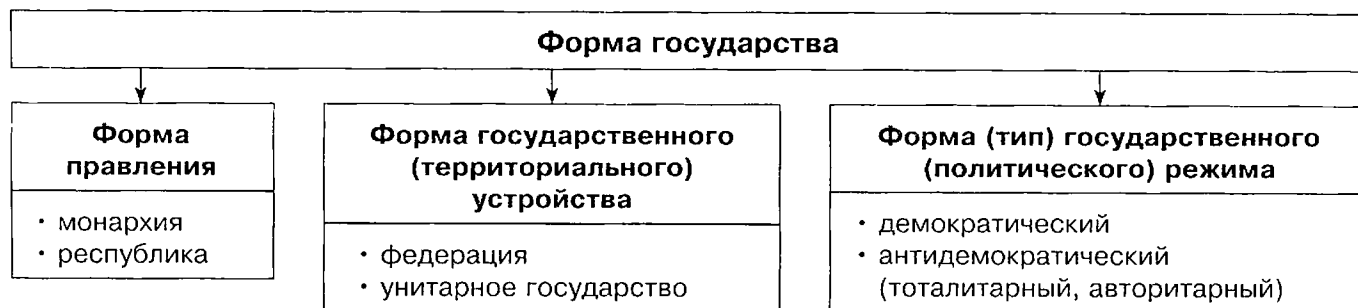 Форма государства
Форма
правления
• монархия
• республика
Форма государственного
(территориального)
устройства
• федерация
• унитарное государство
Форма (тип) государственного
(политического) режима
• демократический
• антидемократический
(тоталитарный, авторитарный)